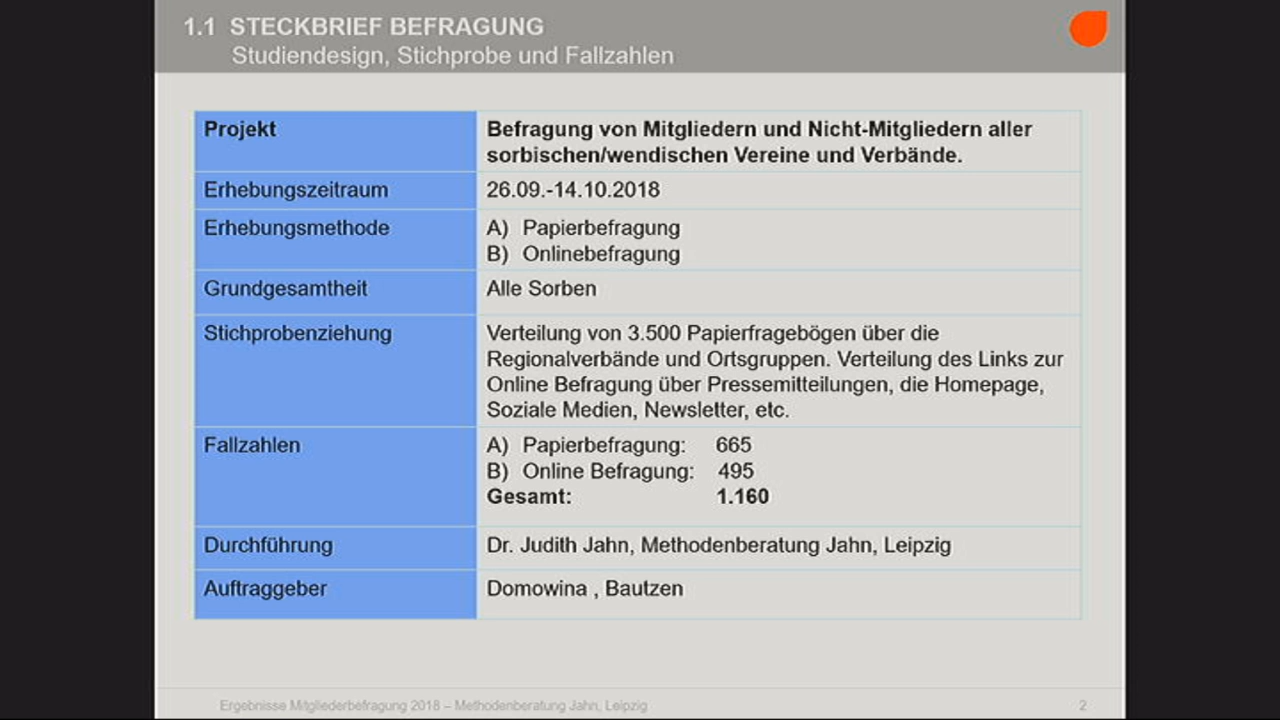 1.1 STECKBRIEF BEFRAGUNG
Studiendesign, Stichprobe und Fallzahlen
Projekt
Befragung von Mitgliedern und Nicht-Mitgliedern aller
sorbischen/wendischen Vereine und Verbände.
Erhebungszeitraum
26.09.-14.10.2018
Erhebungsmethode
A) Papierbefragung
B) Onlinebefragung
Grundgesamtheit
Alle Sorben
Stichprobenziehung
Verteilung von 3.500 Papierfragebögen über die
Regionalverbände und Ortsgruppen. Verteilung des Links zur
Online Befragung über Pressemitteilungen, die Homepage,
Soziale Medien, Newsletter, etc.
Fallzahlen
A) Papierbefragung: 665
B) Online Befragung: 495
Gesamt: 1.160
Durchführung
Dr. Judith Jahn, Methodenberatung Jahn, Leipzig
Auftraggeber
Domowina , Bautzen
Ergebnisse Mitgliederbefragung 2018 – Methodenberatung Jahn, Leipzig
2